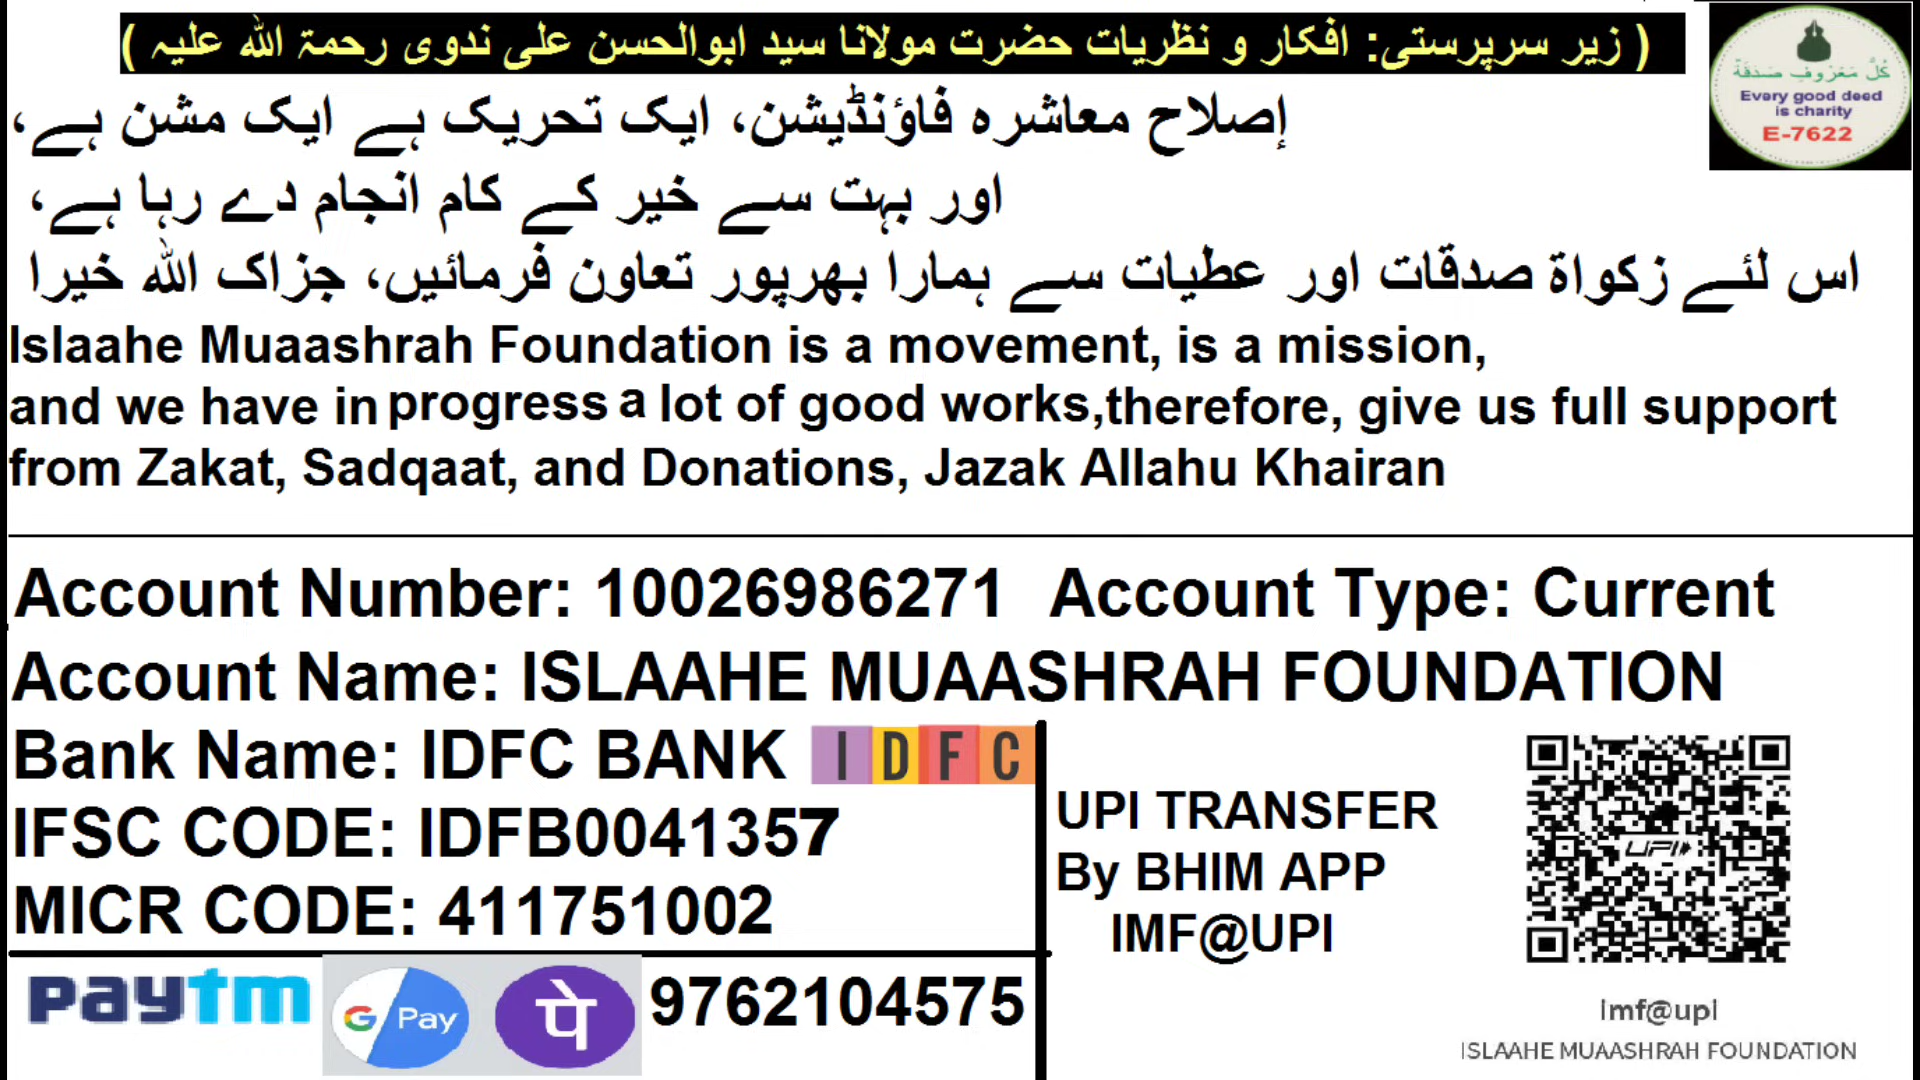 ( زیر سرپرستی: افکار و نظریات حضرت مولانا سید ابوالحسن علی ندوی رحمۃ اللہ علیہ )
كُلُّ مَعْرُوفٍ صَدَقَةٌ
Every good deed
is charity
E-7622
إصلاح معاشرہ فاؤنڈیشن، ایک تحریک ہے ایک مشن ہے،
اور بہت سے خیر کے کام انجام دے رہا ہے،
اس لئے زکواۃ صدقات اور عطیات سے ہمارا بھرپور تعاون فرمائیں، جزاک اللہ خیرا
Islaahe Muaashrah Foundation is a movement, is a mission,
and we have in progress a lot of good works,therefore, give us full support
from Zakat, Sadqaat, and Donations, Jazak Allahu Khairan
Account Number: 10026986271 Account Type: Current
Account Name: ISLAAHE MUAASHRAH FOUNDATION
Bank Name: IDFC BANK IDFC
IFSC CODE: IDFB0041357
MICR CODE: 411751002
UPI TRANSFER
By BHIM APP
IMF@UPI
UPI
imf@upi
ISLAAHE MUAASHRAH FOUNDATION
paytm G Pay पे 9762104575